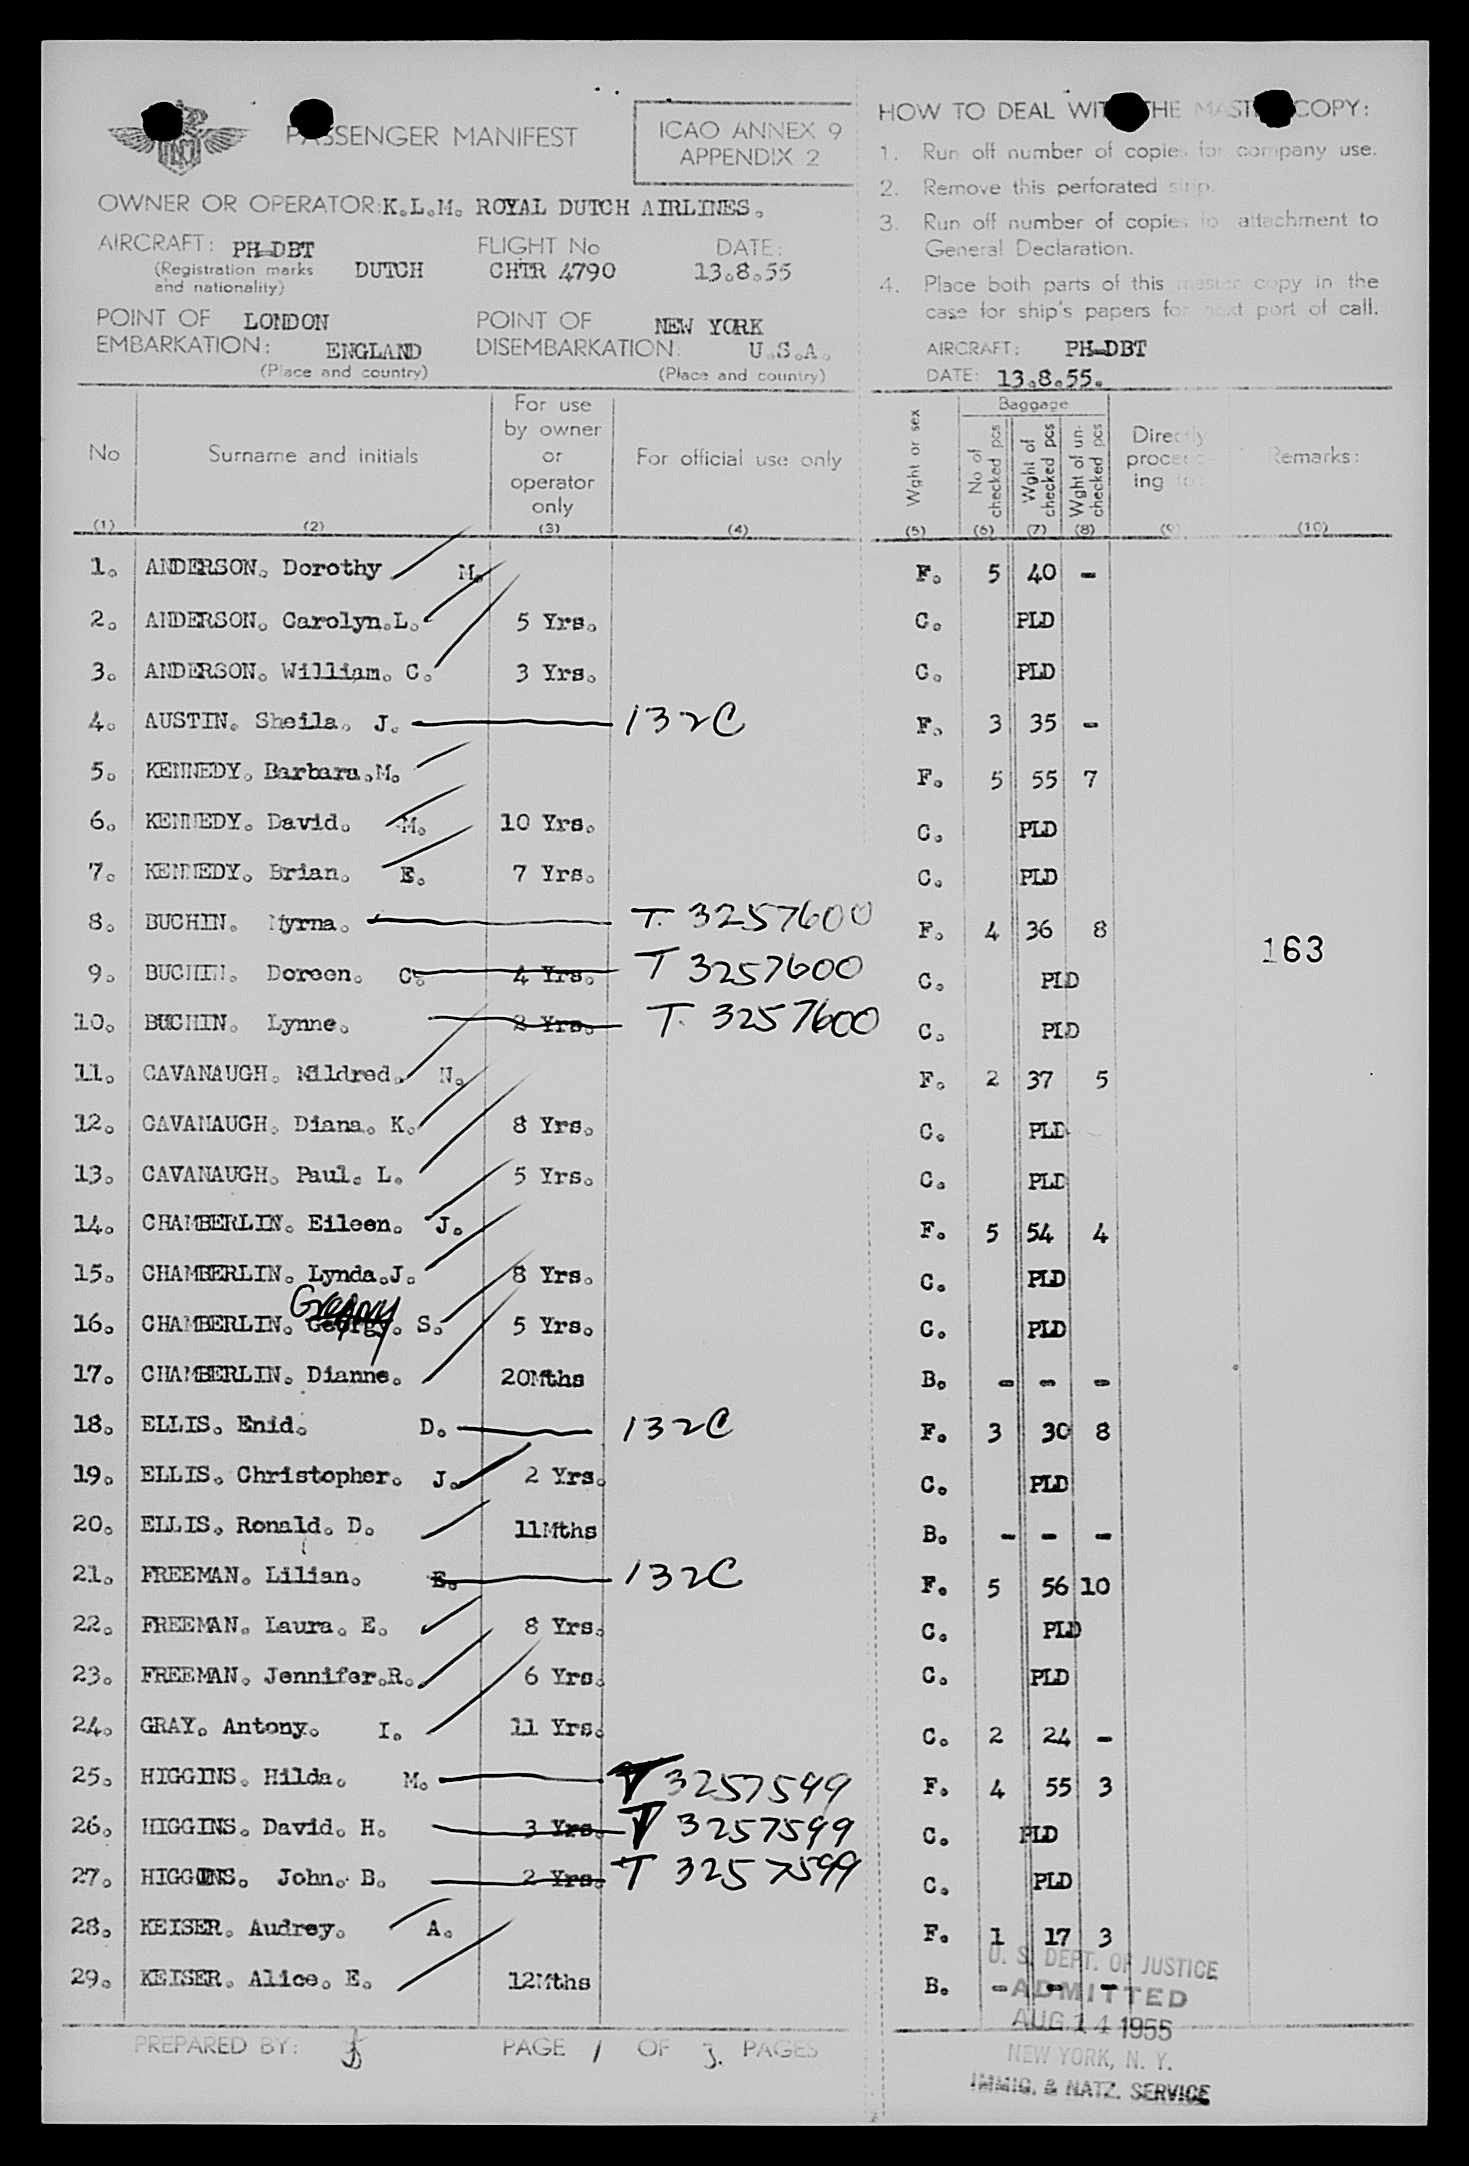 PASSENGER MANIFEST
ICAO ANNEX 9
APPENDIX 2
OWNER OR OPERATOR: K.L.M. ROYAL DUTCH AIRLINES.
AIRCRAFT: PH-DBT FLIGHT No DATE:
(Registration marks DUTCH CHTR 4790 13.8.55
and nationality)
POINT OF LONDON POINT OF NEW YORK
EMBARKATION: ENGLAND DISEMBARKATION: U.S.A.
(Place and country) (Place and country)
HOW TO DEAL WITH THE MASTER COPY:
1. Run off number of copies for company use.
2. Remove this perforated strip.
3. Run off number of copies for attachment to
General Declaration.
4. Place both parts of this master copy in the
case for ship's papers for next port of call.
AIRCRAFT: PH-DBT
DATE: 13.8.55.
No Surname and initials For use by owner or operator only For official use only Wght or sex Baggage No of checked pcs Wght of checked pcs Wght of un- checked pcs Directly proceed- ing to: Remarks:
(1) (2) (3) (4) (5) (6) (7) (8) (9) (10)
1. ANDERSON. Dorothy M. F. 5 40 -
2. ANDERSON. Carolyn.L. 5 Yrs. C. PLD
3. ANDERSON. William. C. 3 Yrs. C. PLD
4. AUSTIN. Sheila. J. 132C F. 3 35 -
5. KENNEDY. Barbara.M. F. 5 55 7
6. KENNEDY. David. M. 10 Yrs. C. PLD
7. KENNEDY. Brian. E. 7 Yrs. C. PLD
8. BUCHIN. Myrna. T. 3257600 F. 4 36 8
163
9. BUCHIN. Doreen. C. 4 Yrs. T 3257600 C. PLD
10. BUCHIN. Lynne. 2 Yrs. T. 3257600 C. PLD
11. CAVANAUGH. Mildred. N. F. 2 37 5
12. CAVANAUGH. Diana. K. 8 Yrs. C. PLD
13. CAVANAUGH. Paul. L. 5 Yrs. C. PLD
14. CHAMBERLIN. Eileen. J. F. 5 54 4
15. CHAMBERLIN. Lynda.J. 8 Yrs. C. PLD
Gregory
16. CHAMBERLIN. Georgy. S. 5 Yrs. C. PLD
17. CHAMBERLIN. Dianne. 20Mths B. - - -
18. ELLIS. Enid. D. 132C F. 3 30 8
19. ELLIS. Christopher. J. 2 Yrs. C. PLD
20. ELLIS. Ronald. D. 11Mths B. - - -
21. FREEMAN. Lilian. E. 132C F. 5 56 10
22. FREEMAN. Laura. E. 8 Yrs. C. PLD
23. FREEMAN. Jennifer.R. 6 Yrs. C. PLD
24. GRAY. Antony. I. 11 Yrs. C. 2 24 -
25. HIGGINS. Hilda. M. T 3257599 F. 4 55 3
26. HIGGINS. David. H. 3 Yrs. T 3257599 C. PLD
27. HIGGINS. John. B. 2 Yrs. T 3257599 C. PLD
28. KEISER. Audrey. A. F. 1 17 3
29. KEISER. Alice. E. 12Mths B. - - -
U. S. DEPT. OF JUSTICE
ADMITTED
AUG 14 1955
NEW YORK, N. Y.
IMMIG. & NATZ. SERVICE
PREPARED BY: PAGE 1 OF 3. PAGES